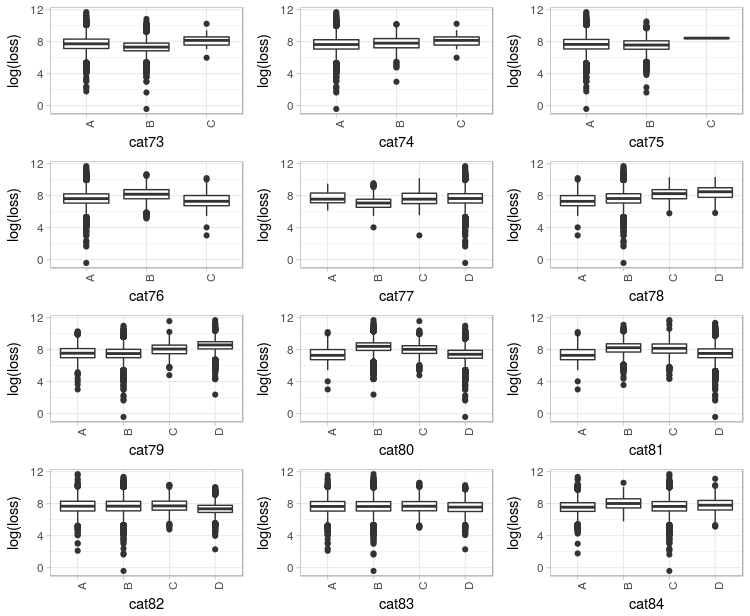 12
8
4
0
log(loss)
A
B
C
cat73
12
8
4
0
log(loss)
A
B
C
cat74
12
8
4
0
log(loss)
A
B
C
cat75
12
8
4
0
log(loss)
A
B
C
cat76
12
8
4
0
log(loss)
A
B
C
D
cat77
12
8
4
0
log(loss)
A
B
C
D
cat78
12
8
4
0
log(loss)
A
B
C
D
cat79
12
8
4
0
log(loss)
A
B
C
D
cat80
12
8
4
0
log(loss)
A
B
C
D
cat81
12
8
4
0
log(loss)
A
B
C
D
cat82
12
8
4
0
log(loss)
A
B
C
D
cat83
12
8
4
0
log(loss)
A
B
C
D
cat84